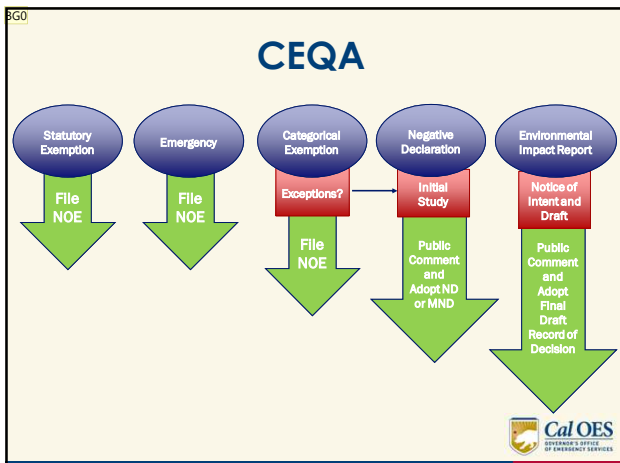 BG0
CEQA
Statutory
Exemption
File
NOE
Emergency
File
NOE
Categorical
Exemption
Exceptions?
File
NOE
Negative
Declaration
Initial
Study
Public
Comment
and
Adopt ND
or MND
Environmental
Impact Report
Notice of
Intent and
Draft
Public
Comment
and
Adopt
Final
Draft
Record of
Decision
Cal OES
GOVERNOR'S OFFICE
OF EMERGENCY SERVICES